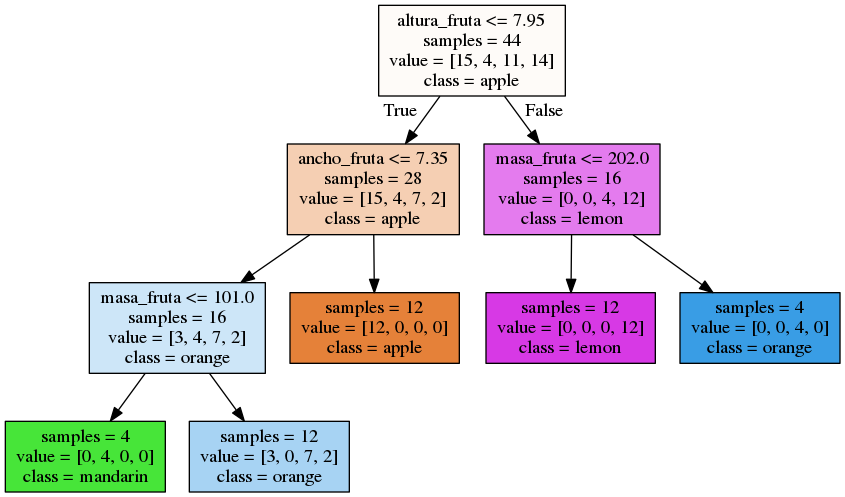 altura_fruta <= 7.95
samples = 44
value = [15, 4, 11, 14]
class = apple
True
False
ancho_fruta <= 7.35
samples = 28
value = [15, 4, 7, 2]
class = apple
masa_fruta <= 202.0
samples = 16
value = [0, 0, 4, 12]
class = lemon
masa_fruta <= 101.0
samples = 16
value = [3, 4, 7, 2]
class = orange
samples = 12
value = [12, 0, 0, 0]
class = apple
samples = 12
value = [0, 0, 0, 12]
class = lemon
samples = 4
value = [0, 0, 4, 0]
class = orange
samples = 4
value = [0, 4, 0, 0]
class = mandarin
samples = 12
value = [3, 0, 7, 2]
class = orange